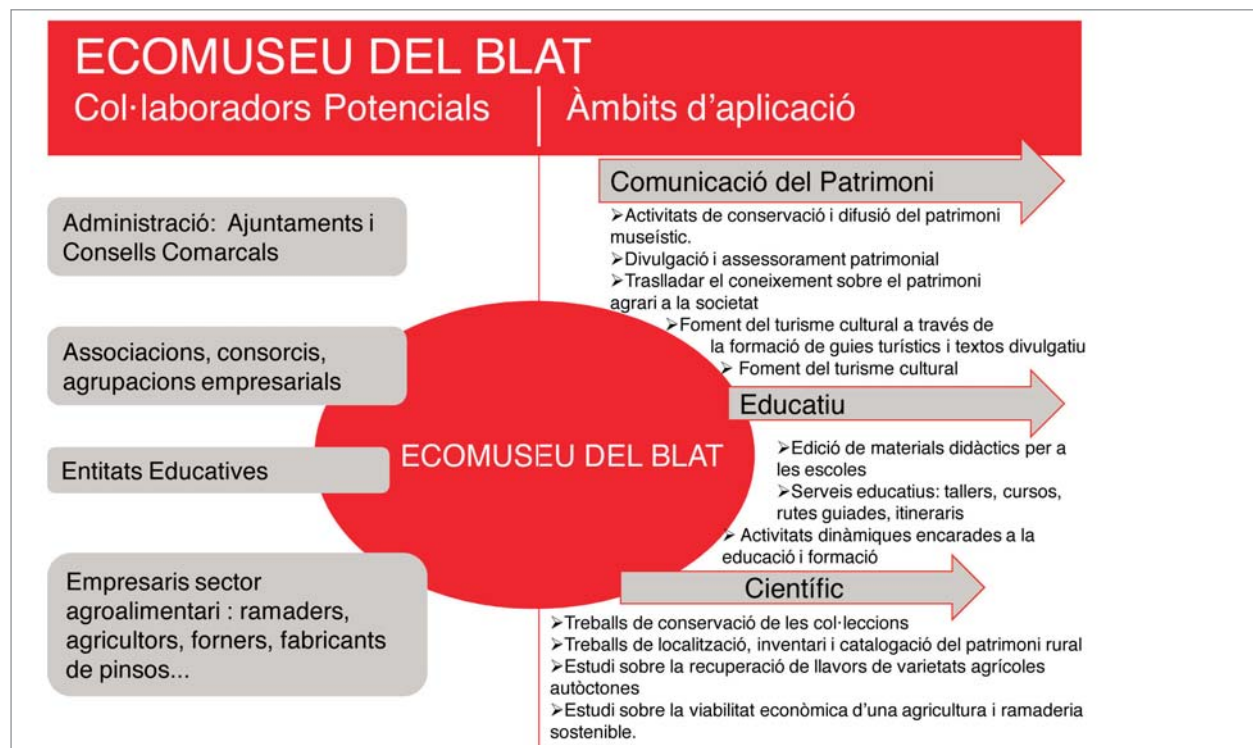 ECOMUSEU DEL BLAT
Col·laboradors Potencials
Àmbits d'aplicació
Administració: Ajuntaments i
Consells Comarcals
Associacions, consorcis,
agrupacions empresarials
Entitats Educatives
Empresaris sector
agroalimentari : ramaders,
agricultors, forners, fabricants
de pinsos...
ECOMUSEU DEL BLAT
Comunicació del Patrimoni
➢Activitats de conservació i difusió del patrimoni
museístic.
➢Divulgació i assessorament patrimonial
➢Traslladar el coneixement sobre el patrimoni
agrari a la societat
➢Foment del turisme cultural a través de
la formació de guies turístics i textos divulgatiu
➢ Foment del turisme cultural
Educatiu
➢Edició de materials didàctics per a
les escoles
➢Serveis educatius: tallers, cursos,
rutes guiades, itineraris
➢ Activitats dinàmiques encarades a la
educació i formació
Científic
➢Treballs de conservació de les col·leccions
➢Treballs de localització, inventari i catalogació del patrimoni rural
➢Estudi sobre la recuperació de llavors de varietats agrícoles
autòctones
➢Estudi sobre la viabilitat econòmica d'una agricultura i ramaderia
sostenible.